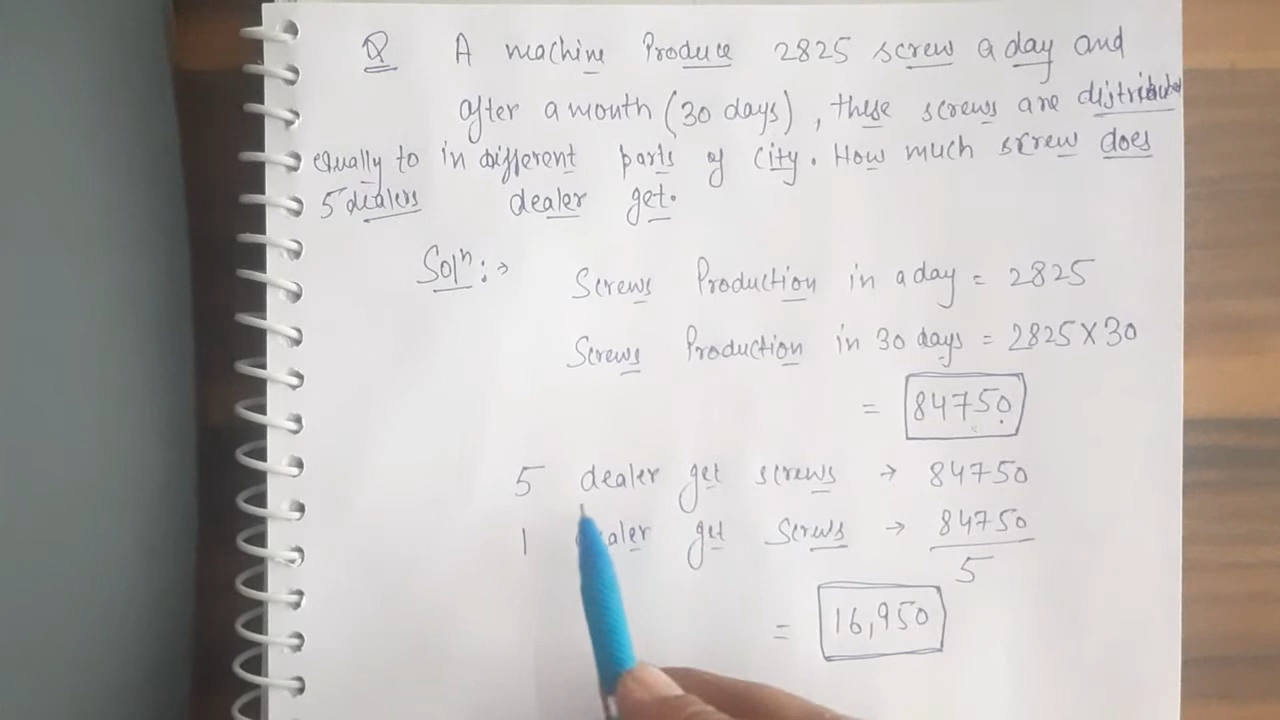 Q A machine Produce 2825 screw a day and
after a month (30 days), these screws are distributed
equally to in different parts of city. How much screw does
5 dealers dealer get.
Solⁿ :→ Screws Production in a day = 2825
Screws Production in 30 days = 2825 X 30
= 84750
5 dealer get screws → 84750
1 get Screws → 84750
5
= 16,950